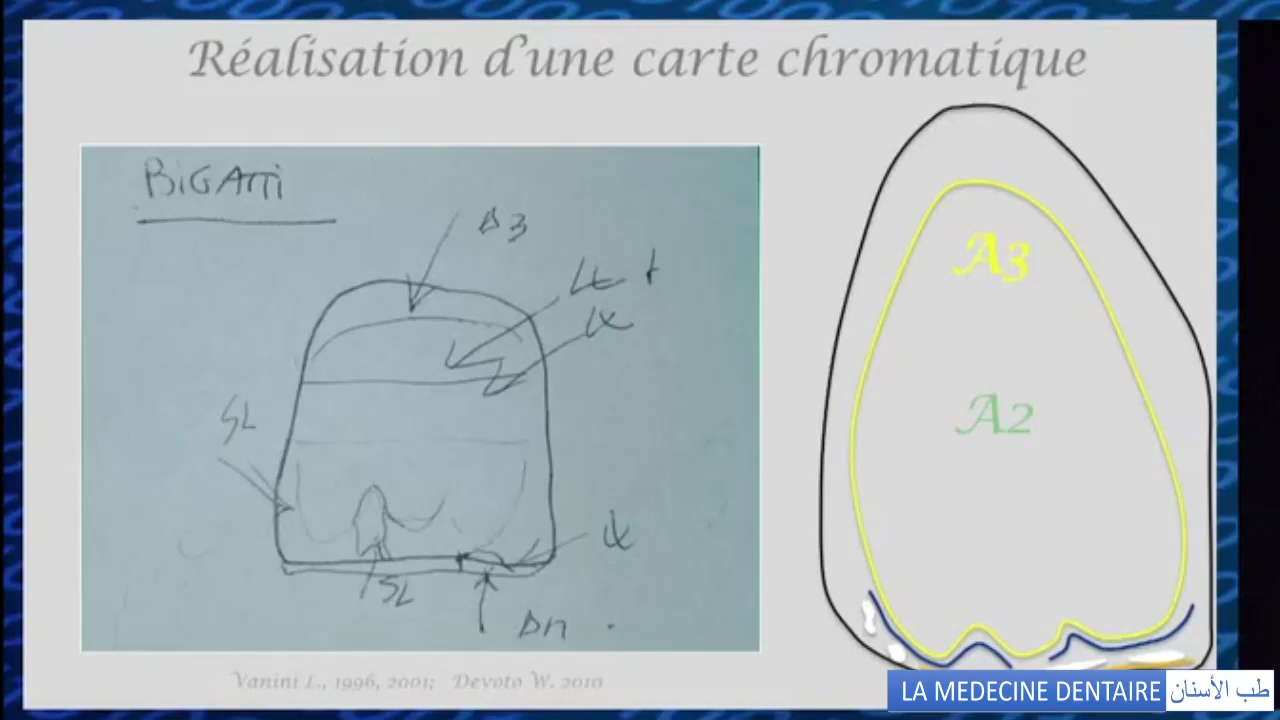 Réalisation d'une carte chromatique
BIGATTI
A3
SL
SL
A3
A2
Vanini L., 1996, 2001; Devoto W. 2010
LA MEDECINE DENTAIRE طب الأسنان